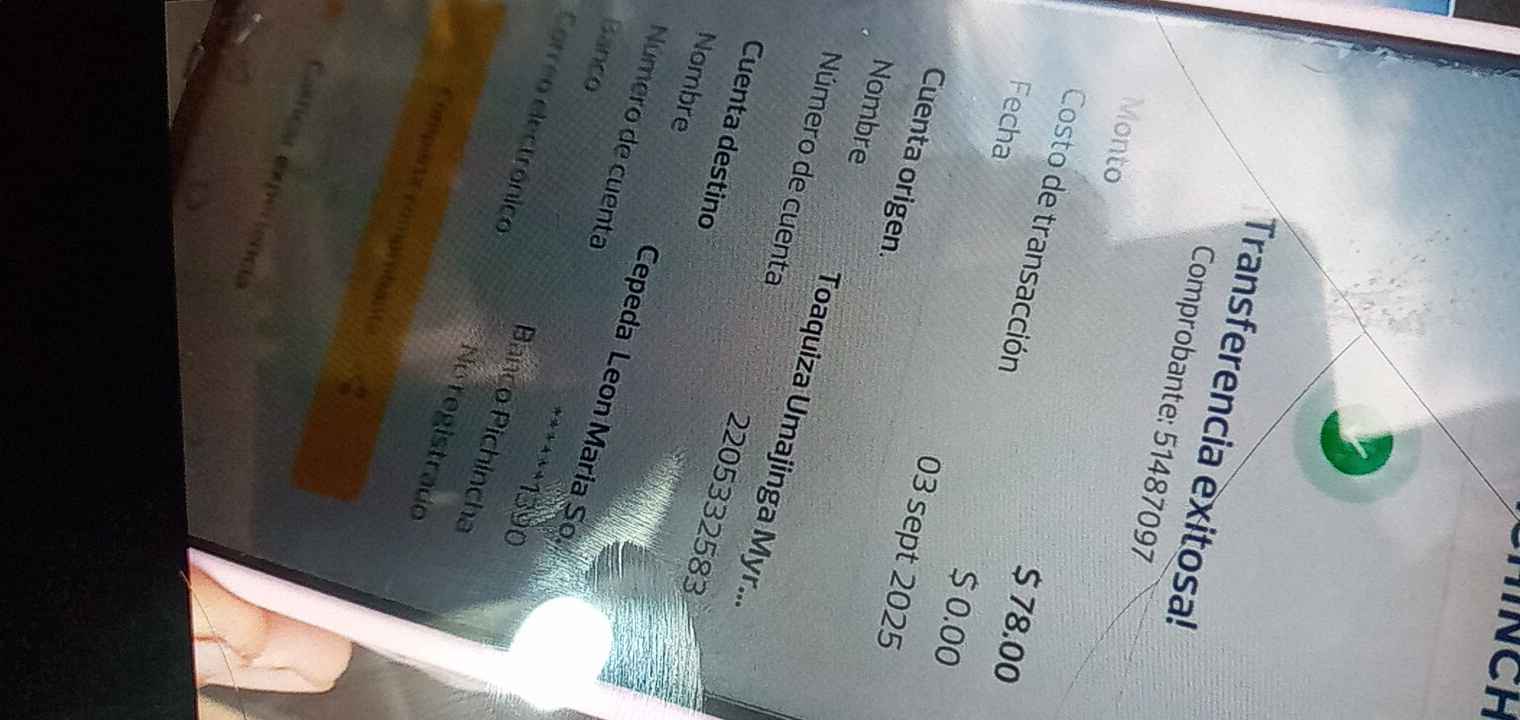 ¡Transferencia exitosa!
Comprobante: 51487097
Monto $ 78.00
Costo de transacción $ 0.00
Fecha 03 sept 2025
Cuenta origen.
Nombre Toaquiza Umajinga Myr...
Número de cuenta 2205332583
Cuenta destino
Nombre Cepeda Leon Maria So..
Número de cuenta
Banco Banco Pichincha
Correo electrónico No registrado